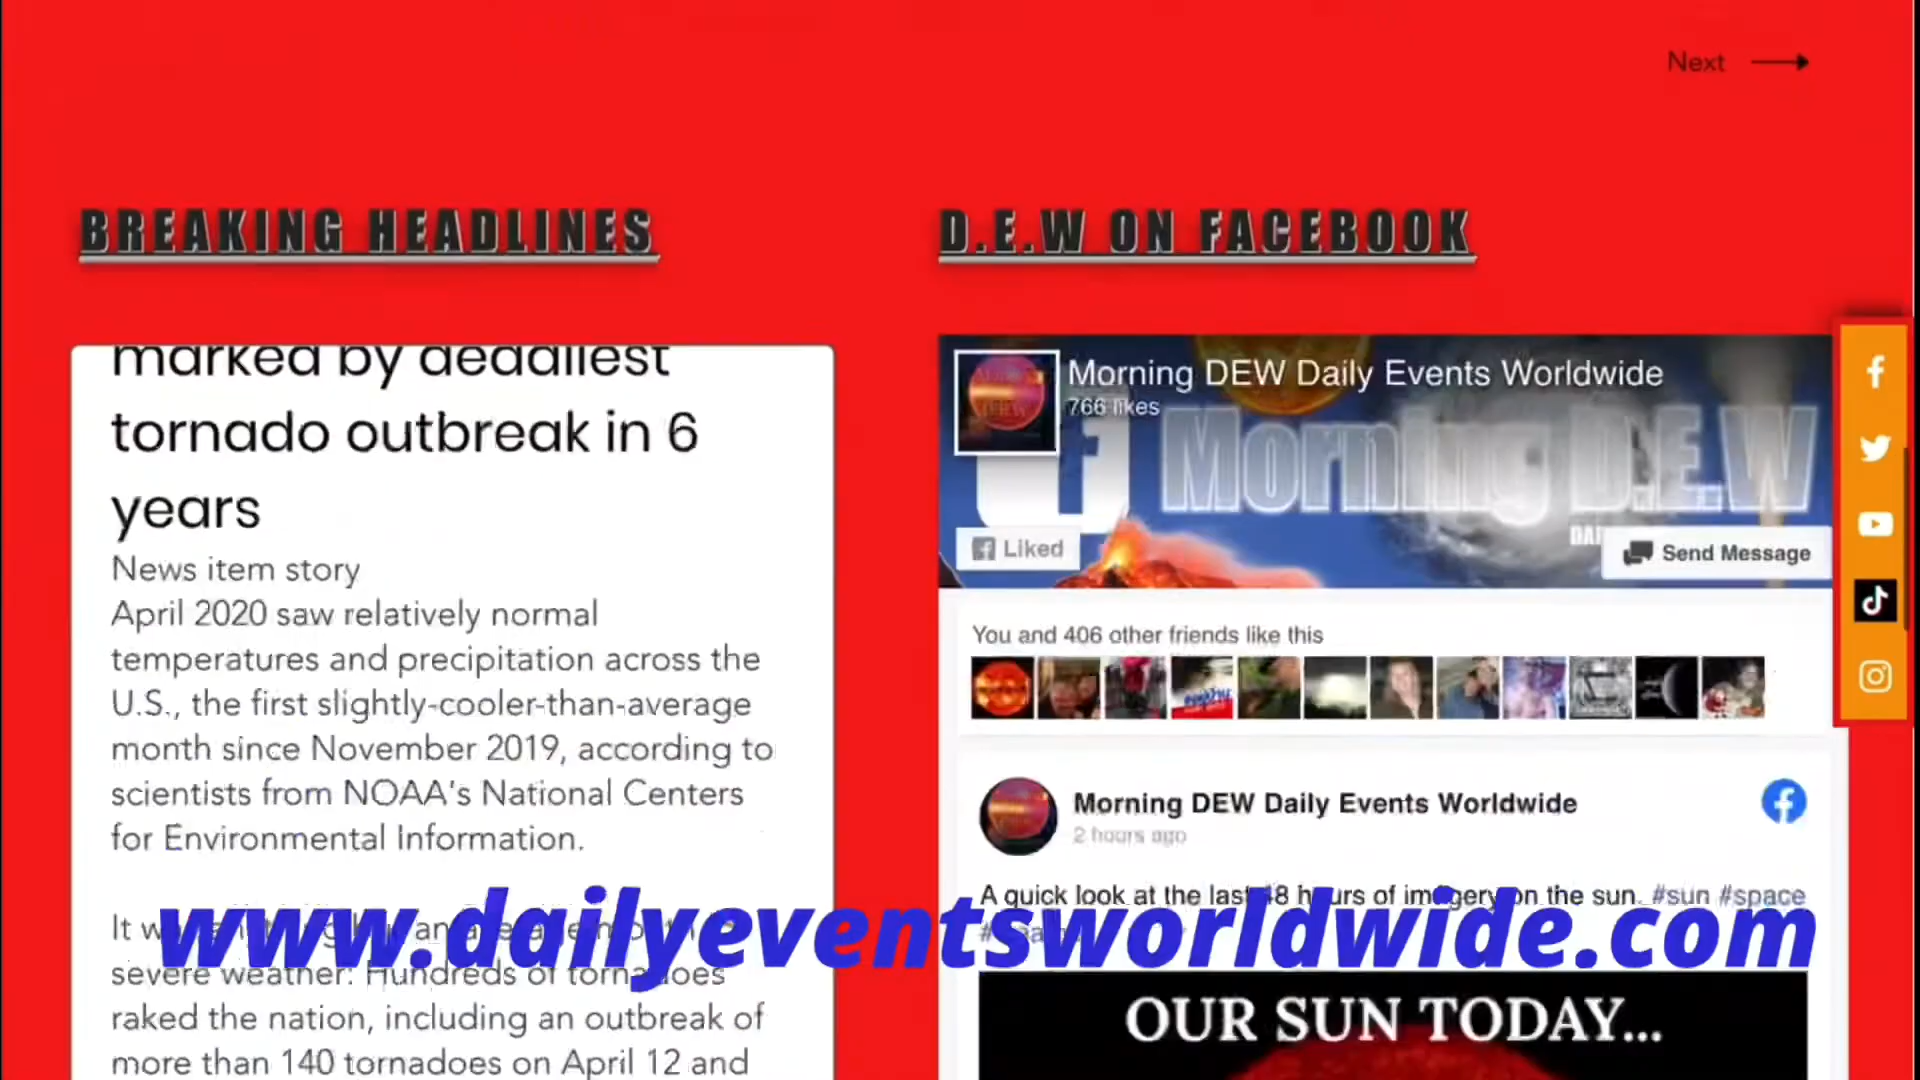 Next
BREAKING HEADLINES
D.E.W ON FACEBOOK
marked by deadliest
tornado outbreak in 6
years
News item story
April 2020 saw relatively normal
temperatures and precipitation across the
U.S., the first slightly-cooler-than-average
month since November 2019, according to
scientists from NOAA's National Centers
for Environmental Information.
It
severe weather: Hundreds of tornadoes
raked the nation, including an outbreak of
more than 140 tornadoes on April 12 and
Morning DEW Daily Events Worldwide
766 likes
Morning D.E.W
Liked
Send Message
You and 406 other friends like this
Morning DEW Daily Events Worldwide
2 hours ago
A quick look at the last 48 hours of imagery on the sun. #sun #space
www.dailyeventsworldwide.com
OUR SUN TODAY...